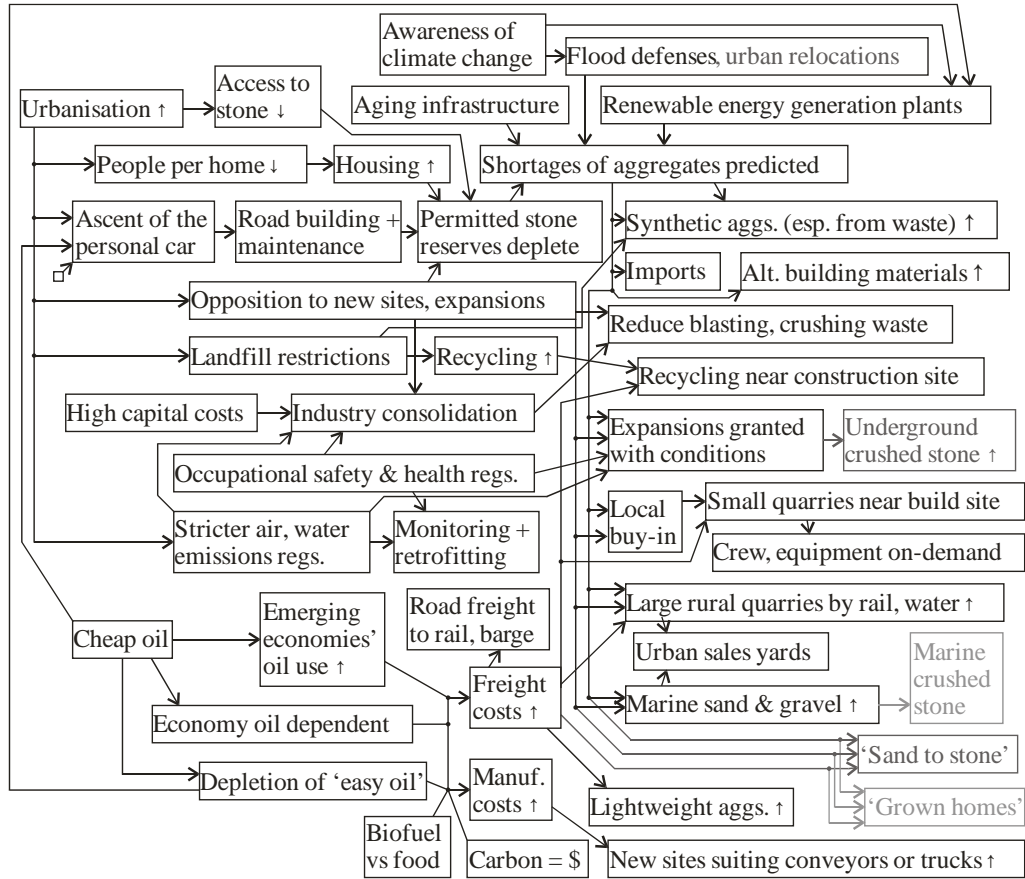 Awareness of
climate change
Flood defenses, urban relocations
Access to
stone ↓
Urbanisation ↑
Aging infrastructure
Renewable energy generation plants
People per home ↓
Housing ↑
Shortages of aggregates predicted
Ascent of the
personal car
Road building +
maintenance
Permitted stone
reserves deplete
Synthetic aggs. (esp. from waste) ↑
Imports
Alt. building materials ↑
Opposition to new sites, expansions
Reduce blasting, crushing waste
Landfill restrictions
Recycling ↑
Recycling near construction site
High capital costs
Industry consolidation
Expansions granted
with conditions
Underground
crushed stone ↑
Occupational safety & health regs.
Stricter air, water
emissions regs.
Monitoring +
retrofitting
Local
buy-in
Small quarries near build site
Crew, equipment on-demand
Cheap oil
Emerging
economies’
oil use ↑
Road freight
to rail, barge
Large rural quarries by rail, water ↑
Urban sales yards
Marine
crushed
stone
Freight
costs ↑
Marine sand & gravel ↑
Economy oil dependent
‘Sand to stone’
Depletion of ‘easy oil’
Manuf.
costs ↑
Lightweight aggs. ↑
‘Grown homes’
Biofuel
vs food
Carbon = $
New sites suiting conveyors or trucks ↑